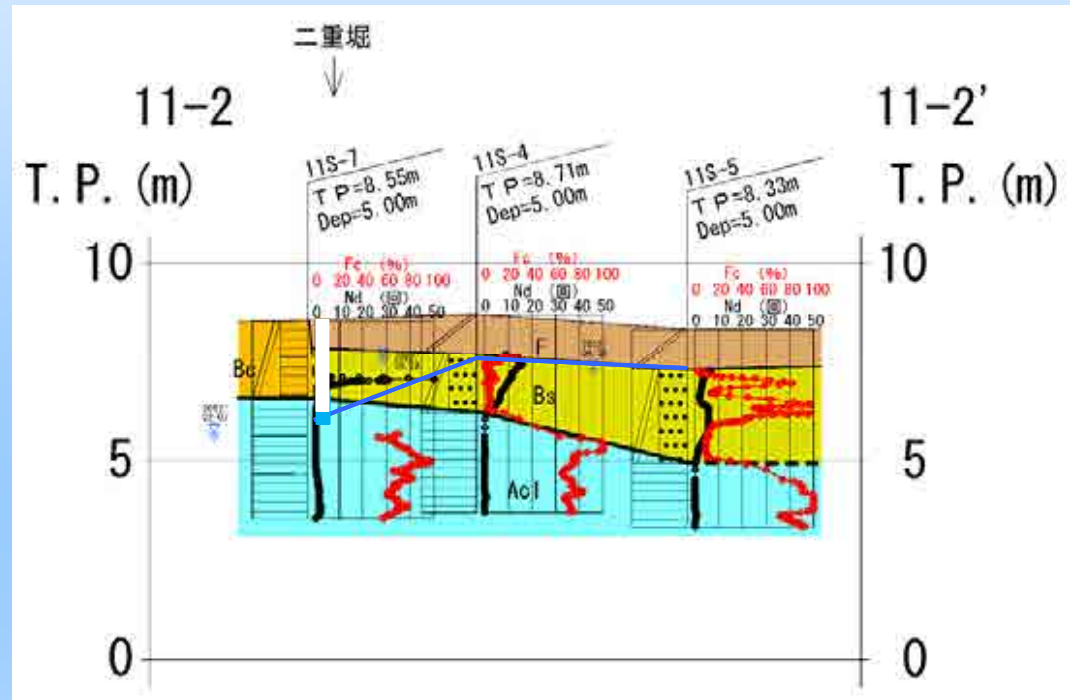 二重堀
11-2
11-2'
T.P.(m)
T.P.(m)
11S-7
T P=8.55m
Dep=5.00m
11S-4
T P=8.71m
Dep=5.00m
11S-5
T P=8.33m
Dep=5.00m
10
10
Fc (%)
0 20 40 60 80 100
Nd (回)
0 10 20 30 40 50
Fc (%)
0 20 40 60 80 100
Nd (回)
0 10 20 30 40 50
Fc (%)
0 20 40 60 80 100
Nd (回)
0 10 20 30 40 50
F
Bc
Bs
5
5
Ac1
0
0